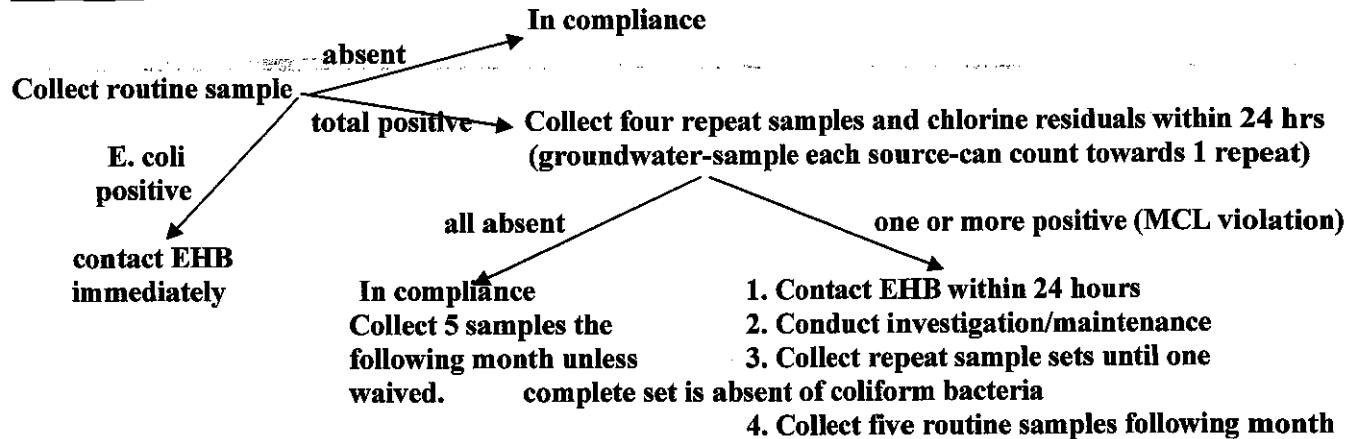 In compliance
absent
Collect routine sample
total positive
Collect four repeat samples and chlorine residuals within 24 hrs
(groundwater-sample each source-can count towards 1 repeat)
E. coli
positive
contact EHB
immediately
all absent
one or more positive (MCL violation)
In compliance
Collect 5 samples the
following month unless
waived.
1. Contact EHB within 24 hours
2. Conduct investigation/maintenance
3. Collect repeat sample sets until one
complete set is absent of coliform bacteria
4. Collect five routine samples following month